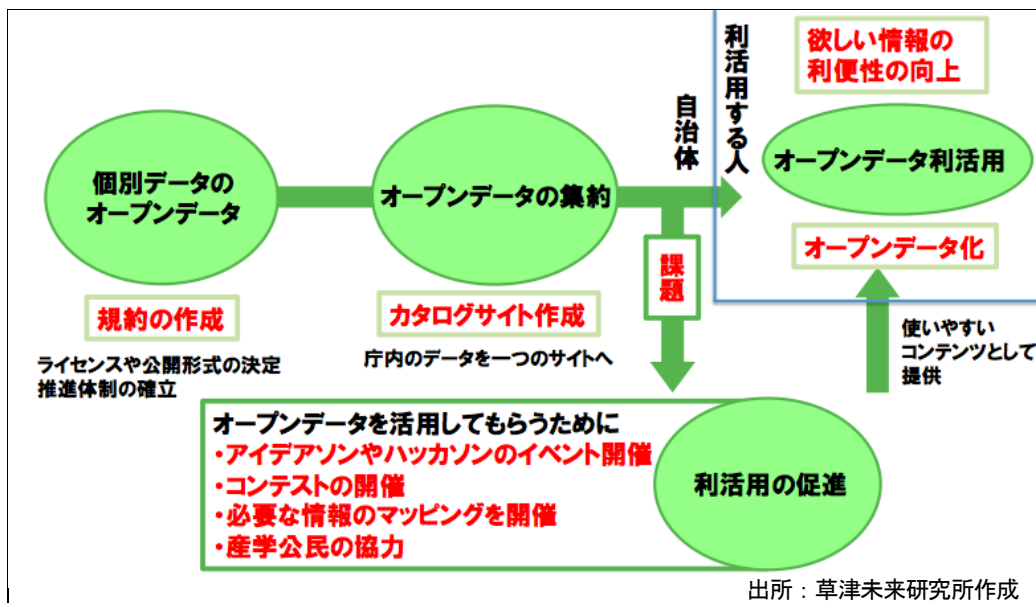 個別データの
オープンデータ
規約の作成
ライセンスや公開形式の決定
推進体制の確立
オープンデータの集約
カタログサイト作成
庁内のデータを一つのサイトへ
自治体
利活用する人
欲しい情報の
利便性の向上
オープンデータ利活用
オープンデータ化
課題
使いやすい
コンテンツとして
提供
オープンデータを活用してもらうために
・アイデアソンやハッカソンのイベント開催
・コンテストの開催
・必要な情報のマッピングを開催
・産学公民の協力
利活用の促進
出所：草津未来研究所作成